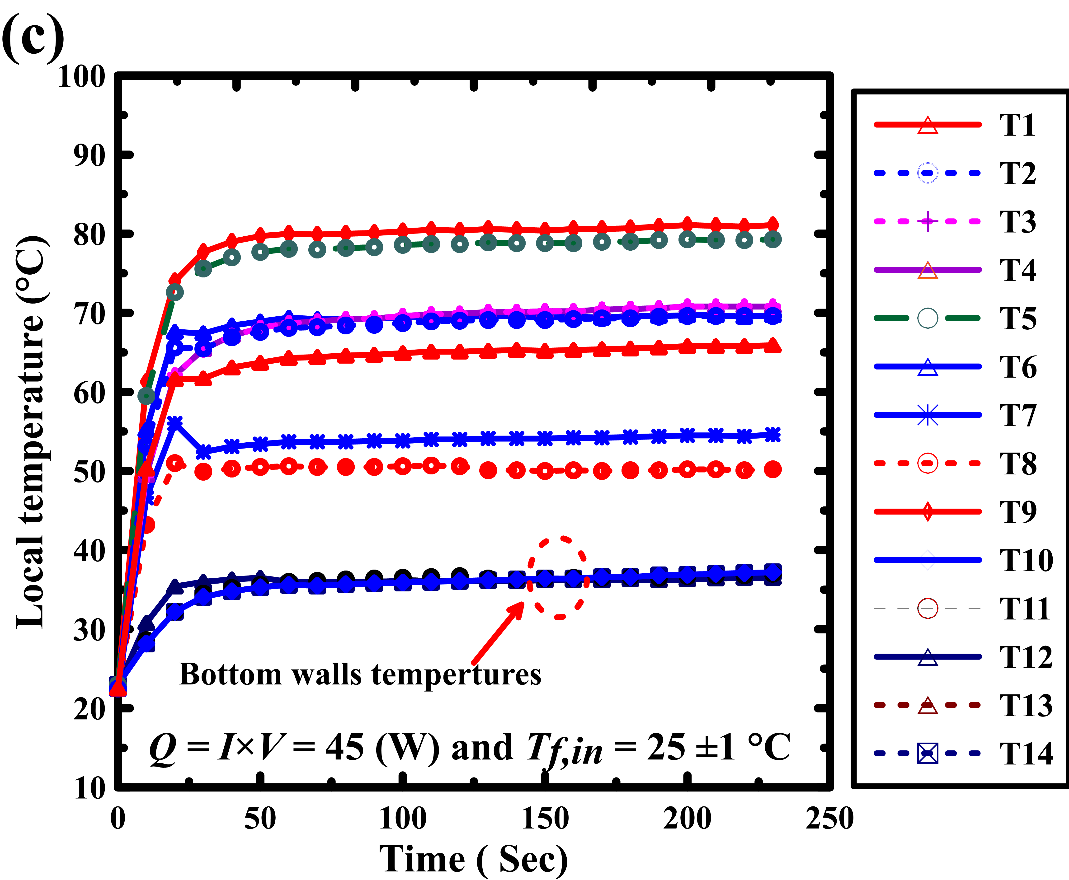 (c)
Local temperature (°C)
100
90
80
70
60
50
40
30
20
10
Bottom walls tempertures
Q = I×V = 45 (W) and Tf,in = 25 ±1 °C
0
50
100
150
200
250
Time ( Sec)
T1
T2
T3
T4
T5
T6
T7
T8
T9
T10
T11
T12
T13
T14